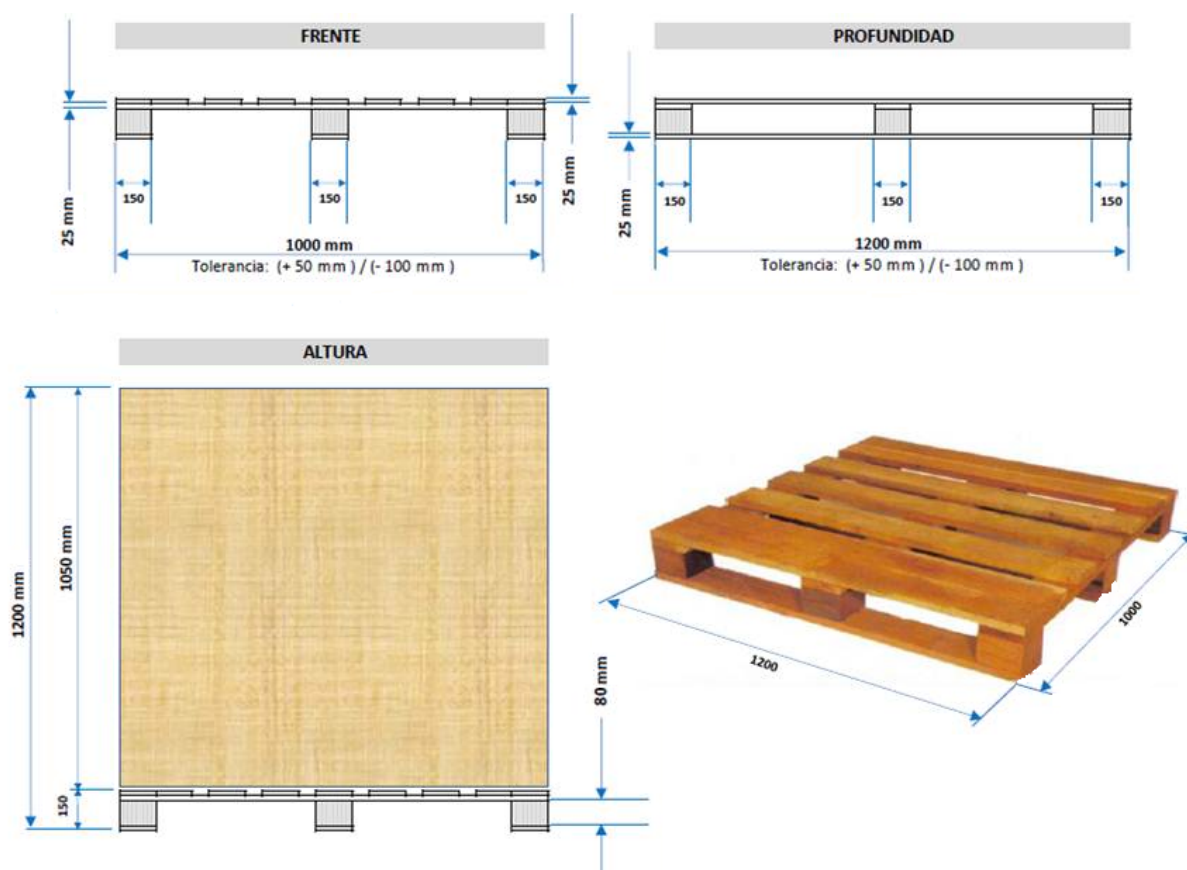 FRENTE
25 mm
150
150
150
25 mm
1000 mm
Tolerancia: (+ 50 mm ) / (- 100 mm )
PROFUNDIDAD
25 mm
150
150
150
1200 mm
Tolerancia: (+ 50 mm ) / (- 100 mm )
ALTURA
1200 mm
1050 mm
150
80 mm
1200
1000